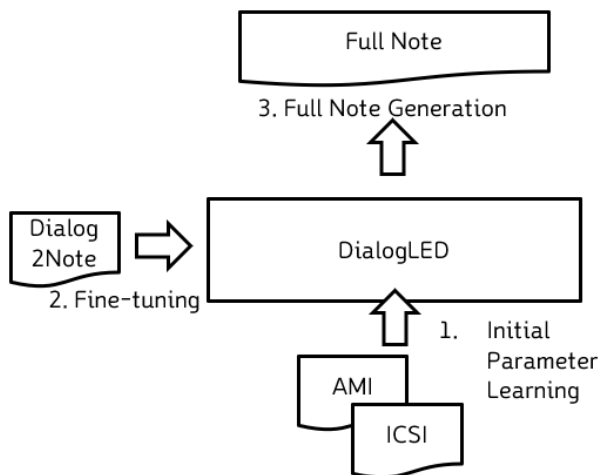 Full Note
3. Full Note Generation
Dialog
2Note
DialogLED
2. Fine-tuning
1. Initial
Parameter
Learning
AMI
ICSI